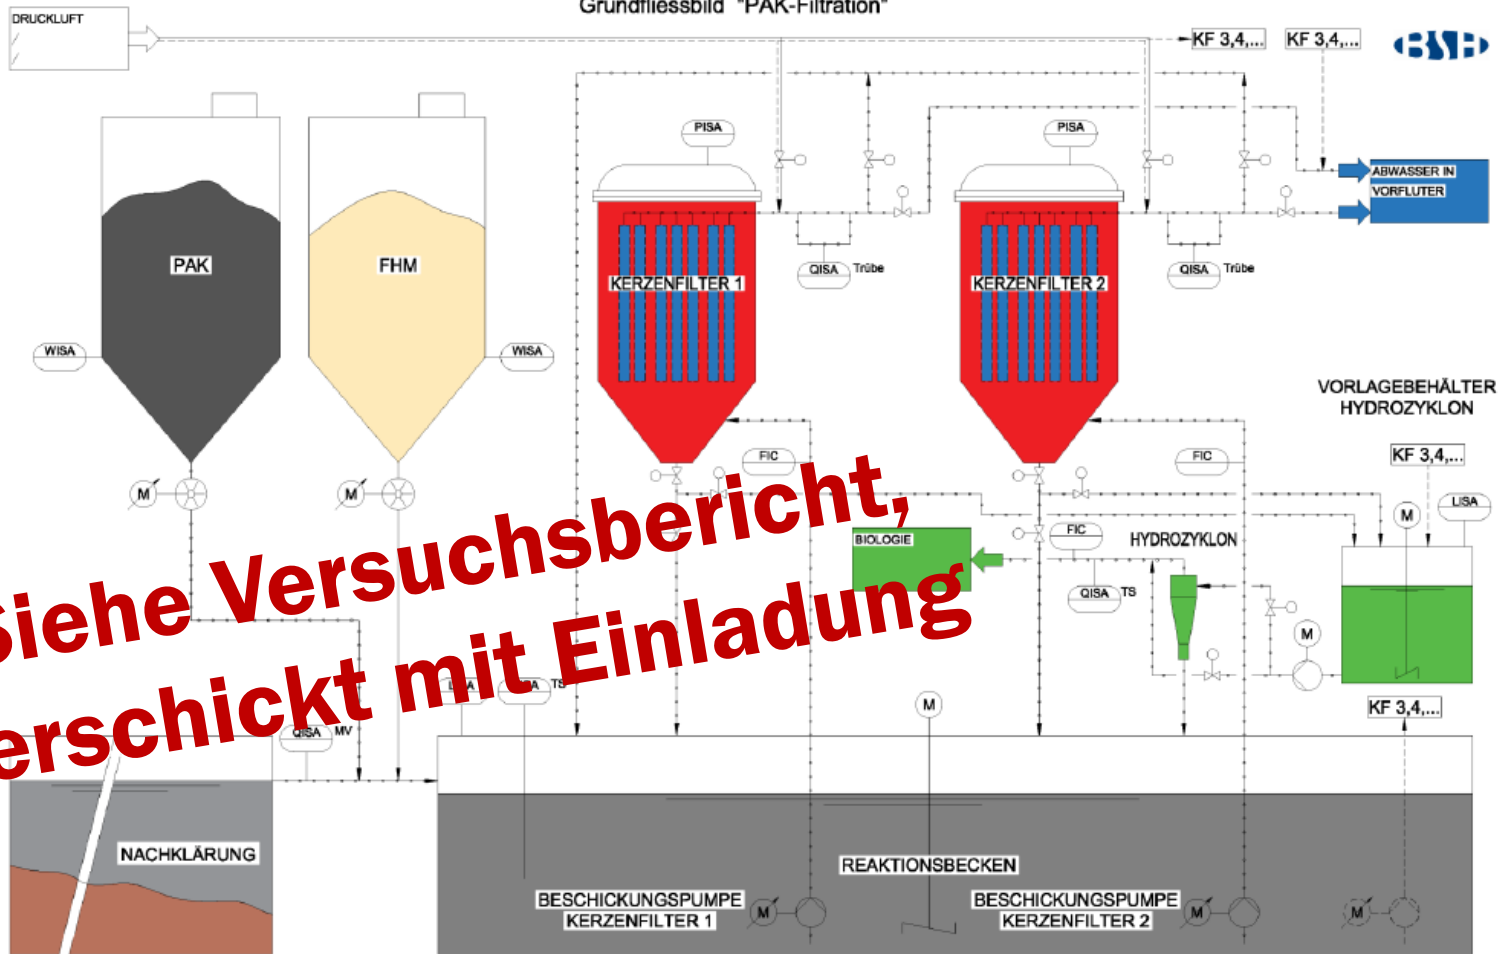 Grundfliessbild "PAK-Filtration"
DRUCKLUFT
KF 3,4,...
KF 3,4,...
BSH
PISA
PISA
ABWASSER IN
VORFLUTER
PAK
FHM
QISA Trübe
QISA Trübe
KERZENFILTER 1
KERZENFILTER 2
WISA
WISA
VORLAGEBEHÄLTER
HYDROZYKLON
FIC
FIC
KF 3,4,...
M
M
LISA
M
Siehe Versuchsbericht,
verschickt mit Einladung
BIOLOGIE
FIC
HYDROZYKLON
QISA TS
M
TS
M
KF 3,4,...
QISA MV
NACHKLÄRUNG
REAKTIONSBECKEN
BESCHICKUNGSPUMPE
KERZENFILTER 1
M
BESCHICKUNGSPUMPE
KERZENFILTER 2
M
M